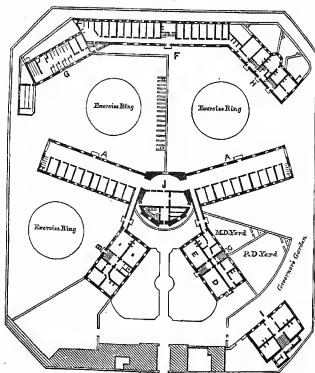 F
G
H
Exercise Ring
Exercise Ring
A
A
J
Exercise Ring
M.D. Yard
P.D. Yard
Governor's Garden
B
C
E
D